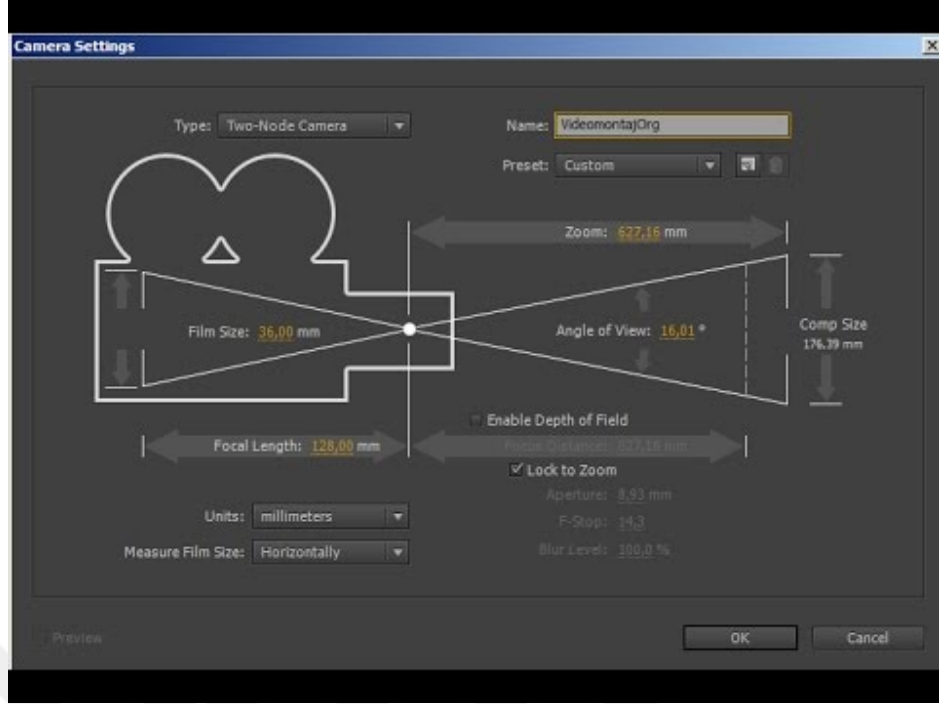 Camera Settings
Type: Two-Node Camera
Name: VideomontajOrg
Preset: Custom
Zoom: 627,16 mm
Film Size: 36,00 mm
Angle of View: 16,01 °
Comp Size
176.39 mm
Enable Depth of Field
Focal Length: 128,00 mm
Focus Distance: 627,16 mm
Lock to Zoom
Aperture: 8,93 mm
Units: millimeters
F-Stop: 14,3
Measure Film Size: Horizontally
Blur Level: 100,0 %
Preview
OK
Cancel